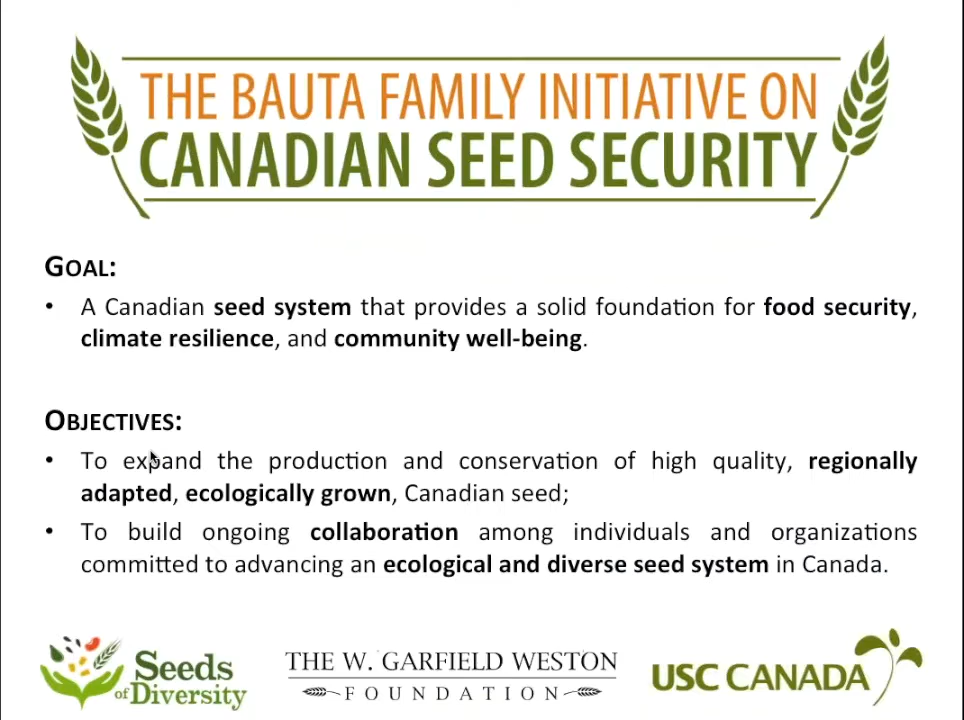 THE BAUTA FAMILY INITIATIVE ON
CANADIAN SEED SECURITY
GOAL:
• A Canadian seed system that provides a solid foundation for food security,
climate resilience, and community well-being.
OBJECTIVES:
• To expand the production and conservation of high quality, regionally
adapted, ecologically grown, Canadian seed;
• To build ongoing collaboration among individuals and organizations
committed to advancing an ecological and diverse seed system in Canada.
Seeds
of Diversity
THE W. GARFIELD WESTON
FOUNDATION
USC CANADA